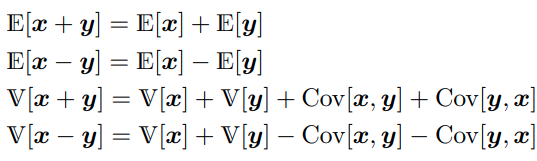 𝔼[𝒙 + 𝒚] = 𝔼[𝒙] + 𝔼[𝒚]
𝔼[𝒙 − 𝒚] = 𝔼[𝒙] − 𝔼[𝒚]
𝕍[𝒙 + 𝒚] = 𝕍[𝒙] + 𝕍[𝒚] + Cov[𝒙, 𝒚] + Cov[𝒚, 𝒙]
𝕍[𝒙 − 𝒚] = 𝕍[𝒙] + 𝕍[𝒚] − Cov[𝒙, 𝒚] − Cov[𝒚, 𝒙]